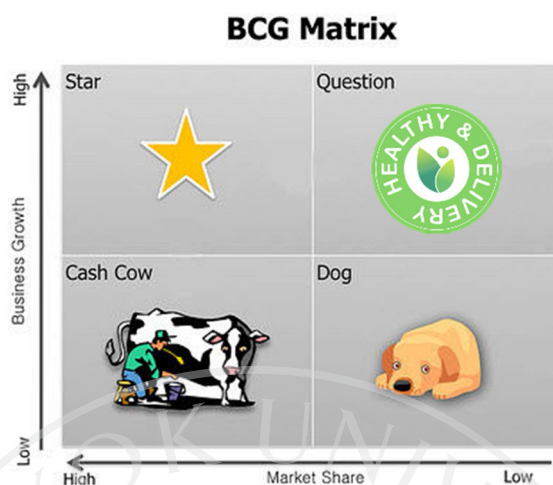 BCG Matrix
High
Star
Question
HEALTHY & DELIVERY
Business Growth
Cash Cow
Dog
Low
High
Market Share
Low